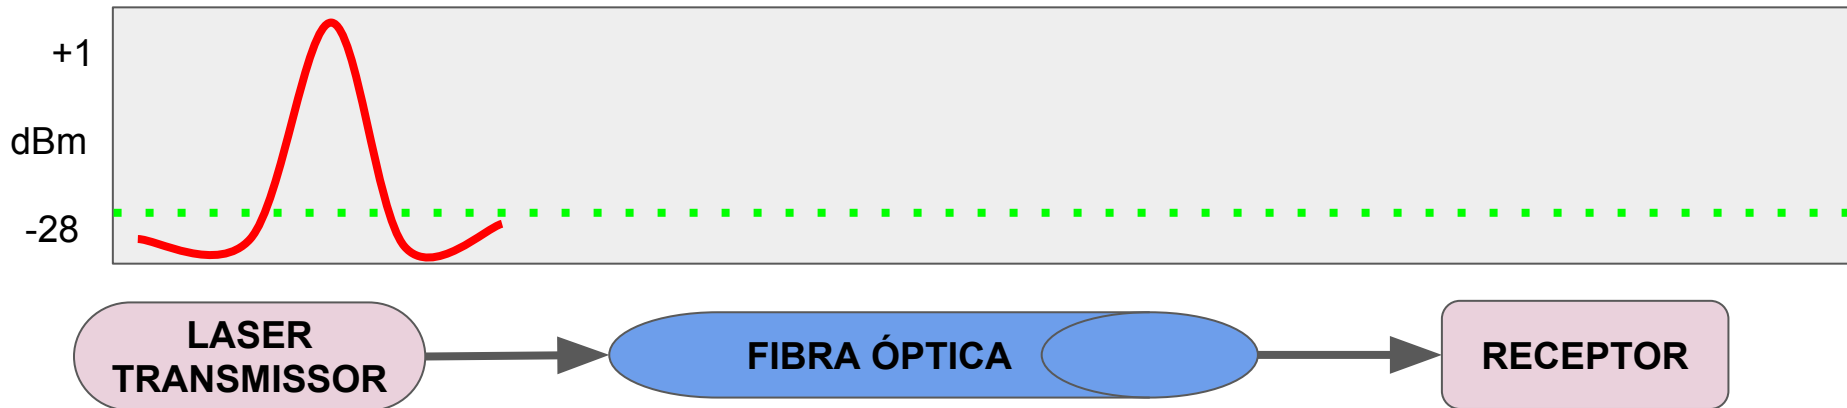 +1
dBm
-28
LASER
TRANSMISSOR
FIBRA ÓPTICA
RECEPTOR